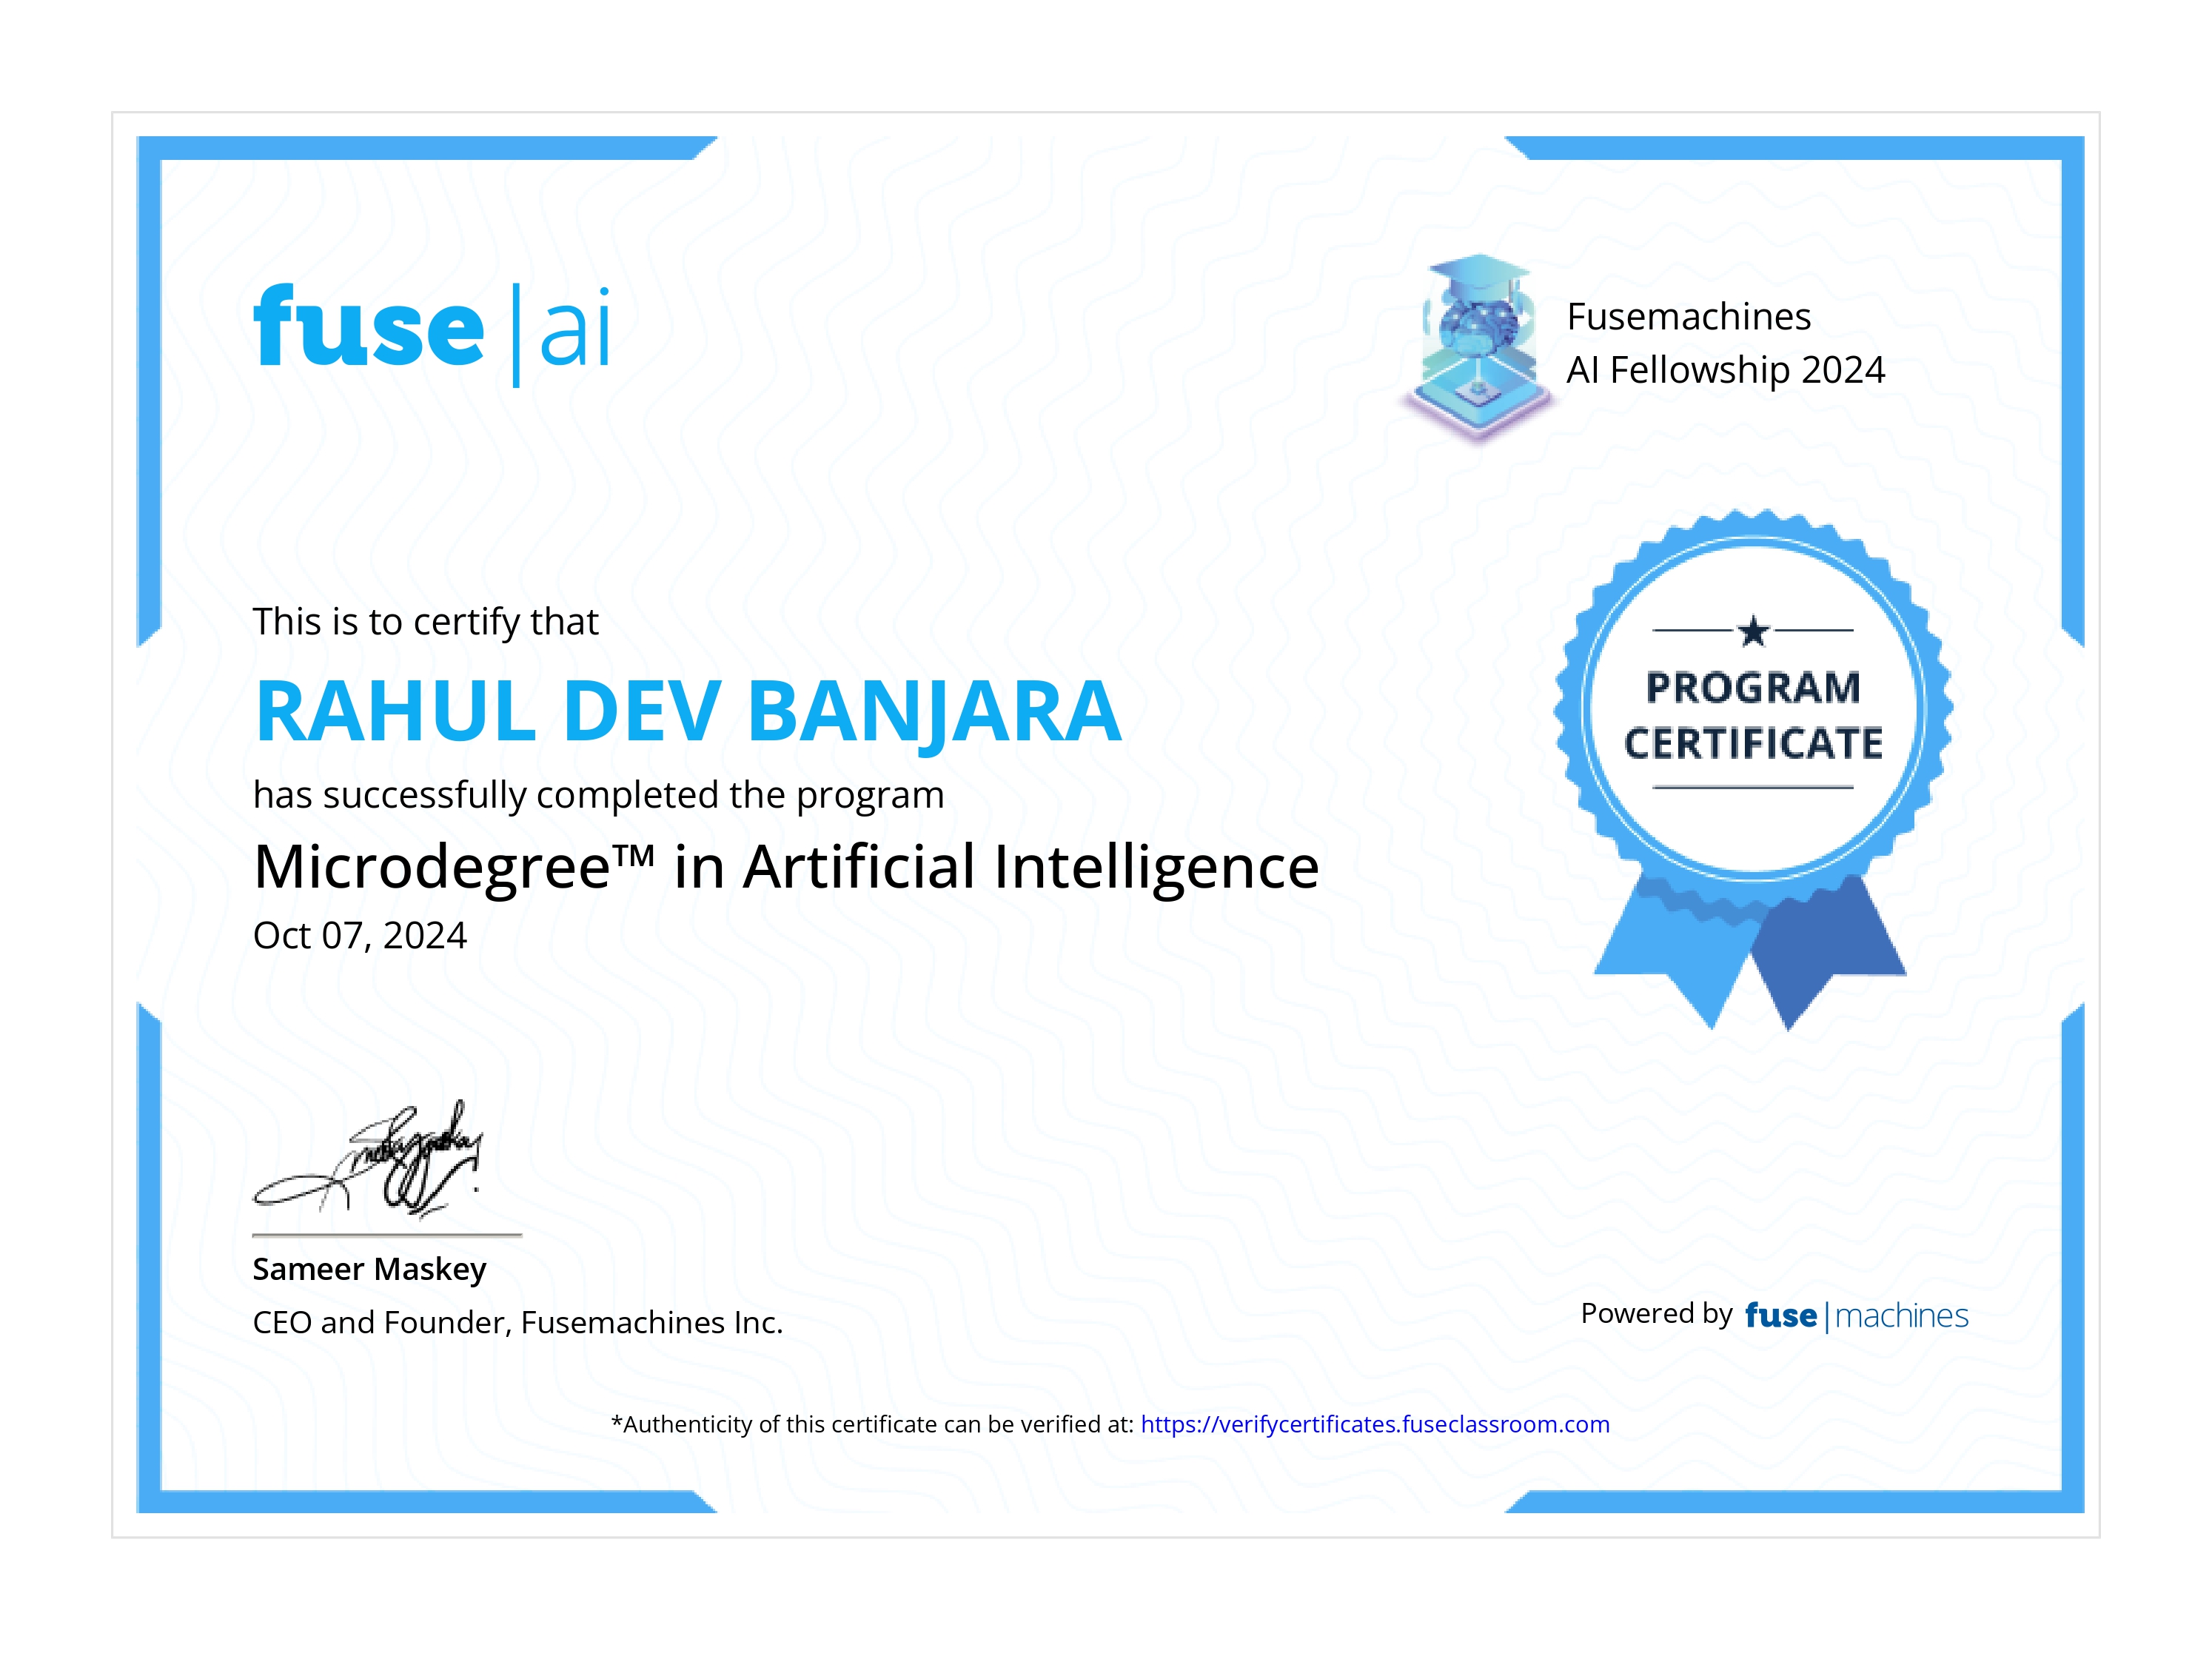 fuse|ai
Fusemachines
AI Fellowship 2024
This is to certify that
RAHUL DEV BANJARA
has successfully completed the program
Microdegree™ in Artificial Intelligence
Oct 07, 2024
PROGRAM
CERTIFICATE
Sameer Maskey
CEO and Founder, Fusemachines Inc.
Powered by fuse|machines
*Authenticity of this certificate can be verified at: https://verifycertificates.fuseclassroom.com